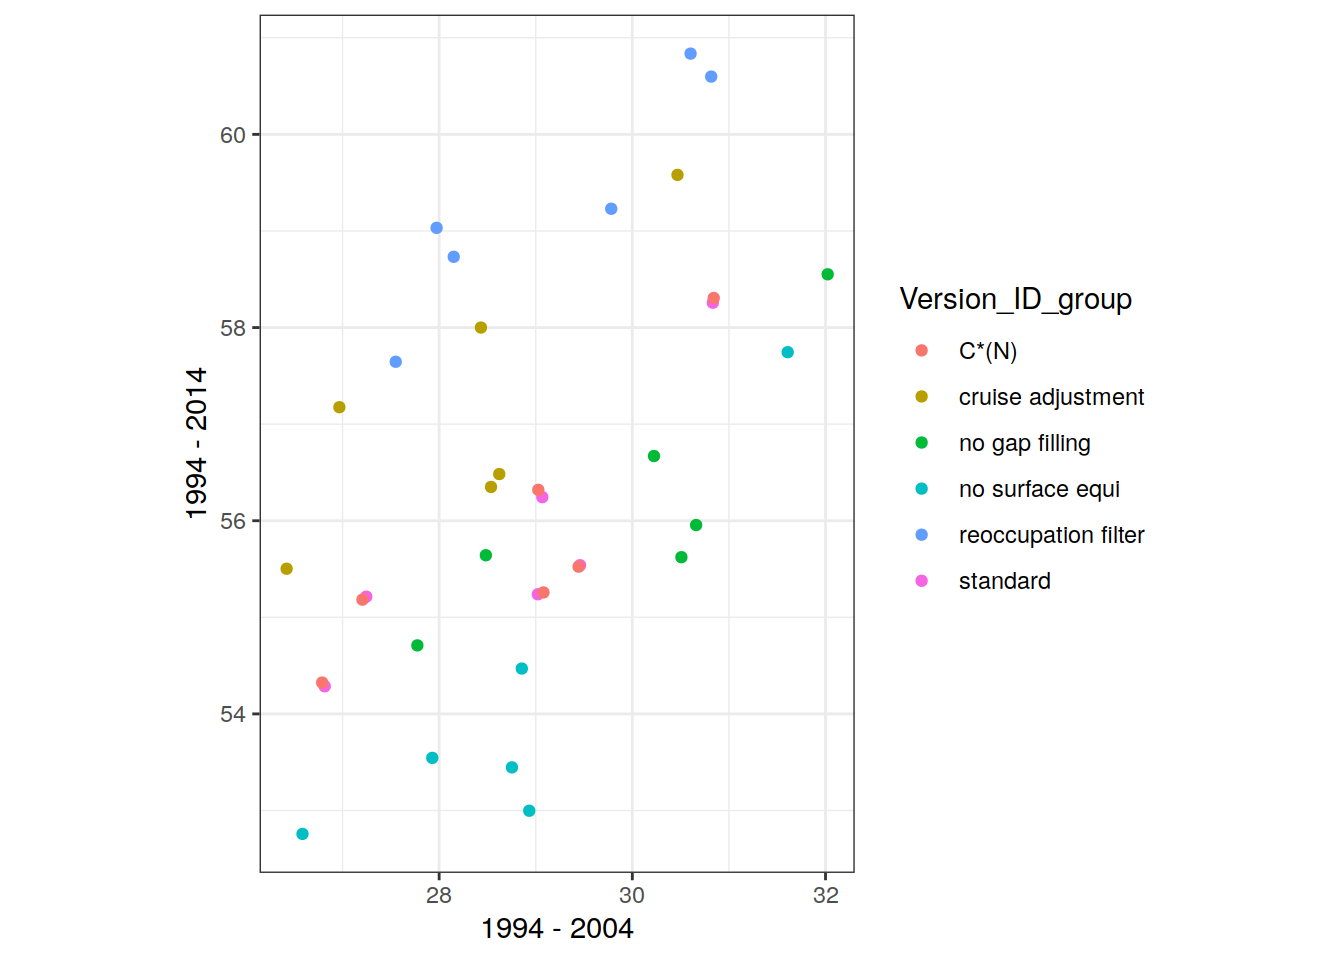 60
58
56
54
28
30
32
1994 - 2004
1994 - 2014
Version_ID_group
C*(N)
cruise adjustment
no gap filling
no surface equi
reoccupation filter
standard